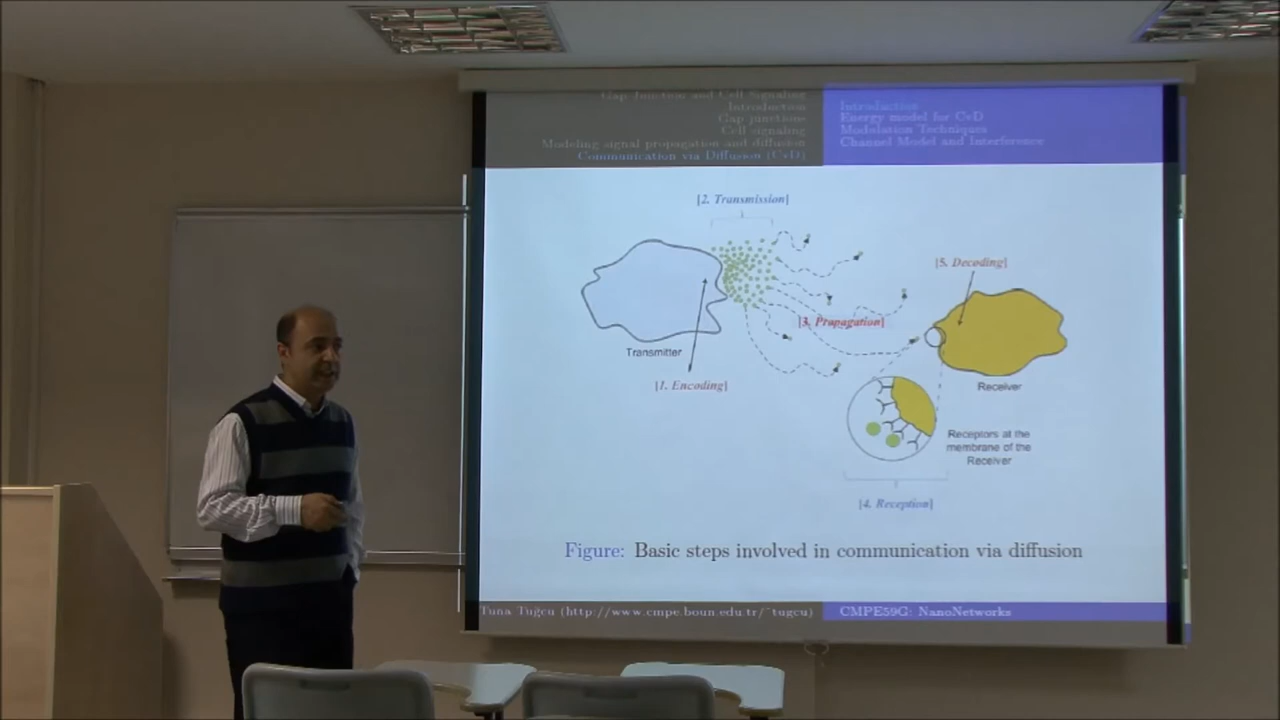 Gap Junction and Cell Signaling
Introduction
Gap junctions
Cell signaling
Modeling signal propagation and diffusion
Communication via Diffusion (CvD)
Introduction
Energy model for CvD
Modulation Techniques
Channel Model and Interference
[2. Transmission]
[5. Decoding]
[3. Propagation]
Transmitter
[1. Encoding]
Receiver
Receptors at the
membrane of the
Receiver
[4. Reception]
Figure: Basic steps involved in communication via diffusion
Tuna Tuğcu (http://www.cmpe.boun.edu.tr/~tugcu)
CMPE59G: NanoNetworks